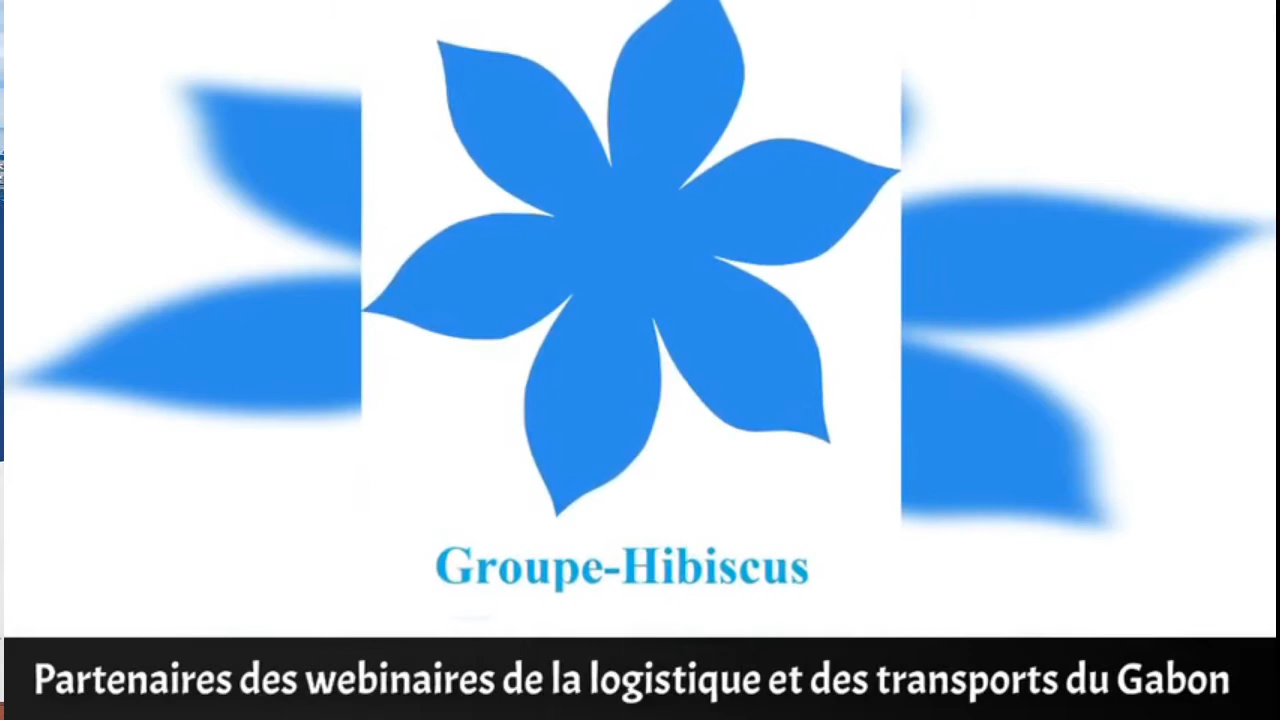 Groupe-Hibiscus
Partenaires des webinaires de la logistique et des transports du Gabon